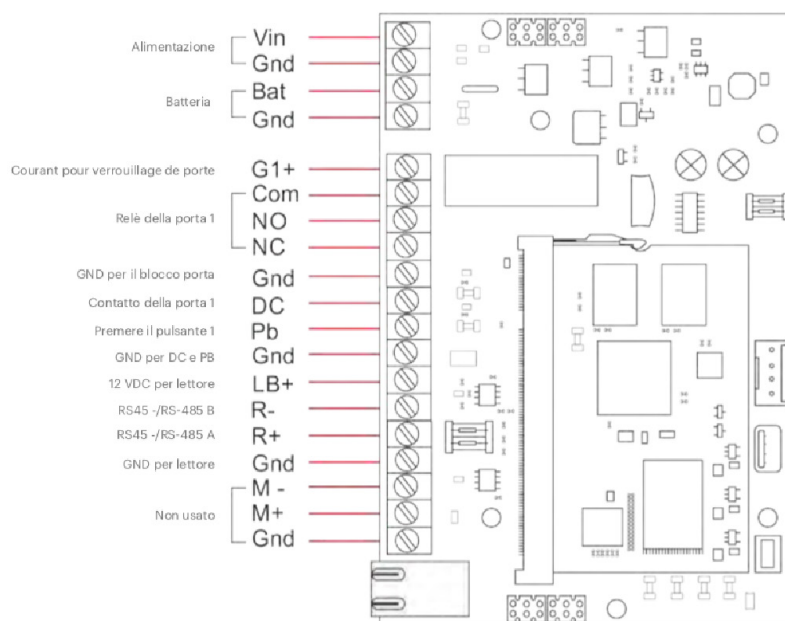 Alimentazione
Vin
Gnd
Batteria
Bat
Gnd
Courant pour verrouillage de porte
G1+
Relè della porta 1
Com
NO
NC
GND per il blocco porta
Gnd
Contatto della porta 1
DC
Premere il pulsante 1
Pb
GND per DC e PB
Gnd
12 VDC per lettore
LB+
RS45 -/RS-485 B
R-
RS45 -/RS-485 A
R+
GND per lettore
Gnd
Non usato
M -
M+
Gnd